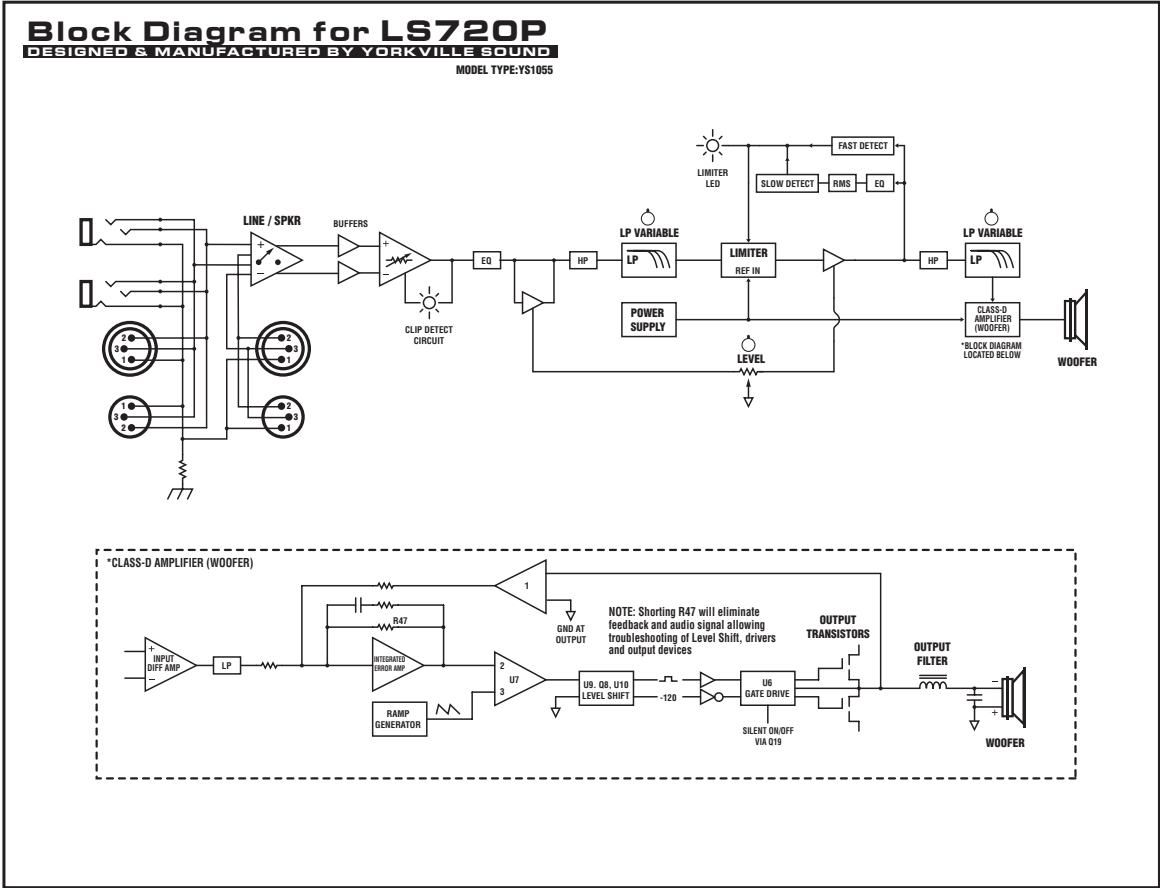 Block Diagram for LS720P
DESIGNED & MANUFACTURED BY YORKVILLE SOUND
MODEL TYPE:YS1055
LIMITER
LED
FAST DETECT
SLOW DETECT
RMS
EQ
LINE / SPKR
+
−
BUFFERS
+
−
CLIP DETECT
CIRCUIT
EQ
HP
LP VARIABLE
LP
LIMITER
REF IN
HP
LP VARIABLE
LP
POWER
SUPPLY
LEVEL
CLASS-D
AMPLIFIER
(WOOFER)
*BLOCK DIAGRAM
LOCATED BELOW
WOOFER
2
3
1
2
3
1
1
3
2
2
3
1
*CLASS-D AMPLIFIER (WOOFER)
+
INPUT
DIFF AMP
−
LP
R47
INTEGRATED
ERROR AMP
RAMP
GENERATOR
1
GND AT
OUTPUT
2
U7
3
NOTE: Shorting R47 will eliminate
feedback and audio signal allowing
troubleshooting of Level Shift, drivers
and output devices
U9. Q8, U10
LEVEL SHIFT
-120
U6
GATE DRIVE
SILENT ON/OFF
VIA Q19
OUTPUT
TRANSISTORS
OUTPUT
FILTER
−
+
WOOFER